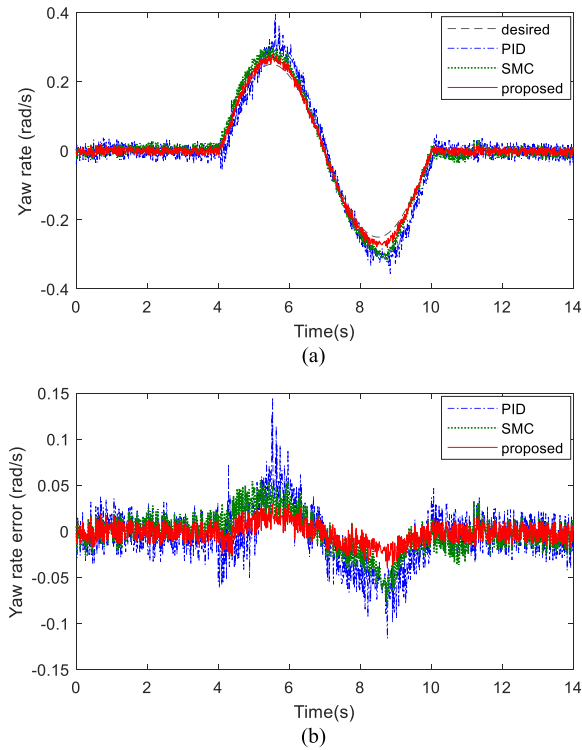 0.4
0.2
0
-0.2
-0.4
Yaw rate (rad/s)
desired
PID
SMC
proposed
0 2 4 6 8 10 12 14
Time(s)
(a)
0.15
0.1
0.05
0
-0.05
-0.1
-0.15
Yaw rate error (rad/s)
PID
SMC
proposed
0 2 4 6 8 10 12 14
Time(s)
(b)